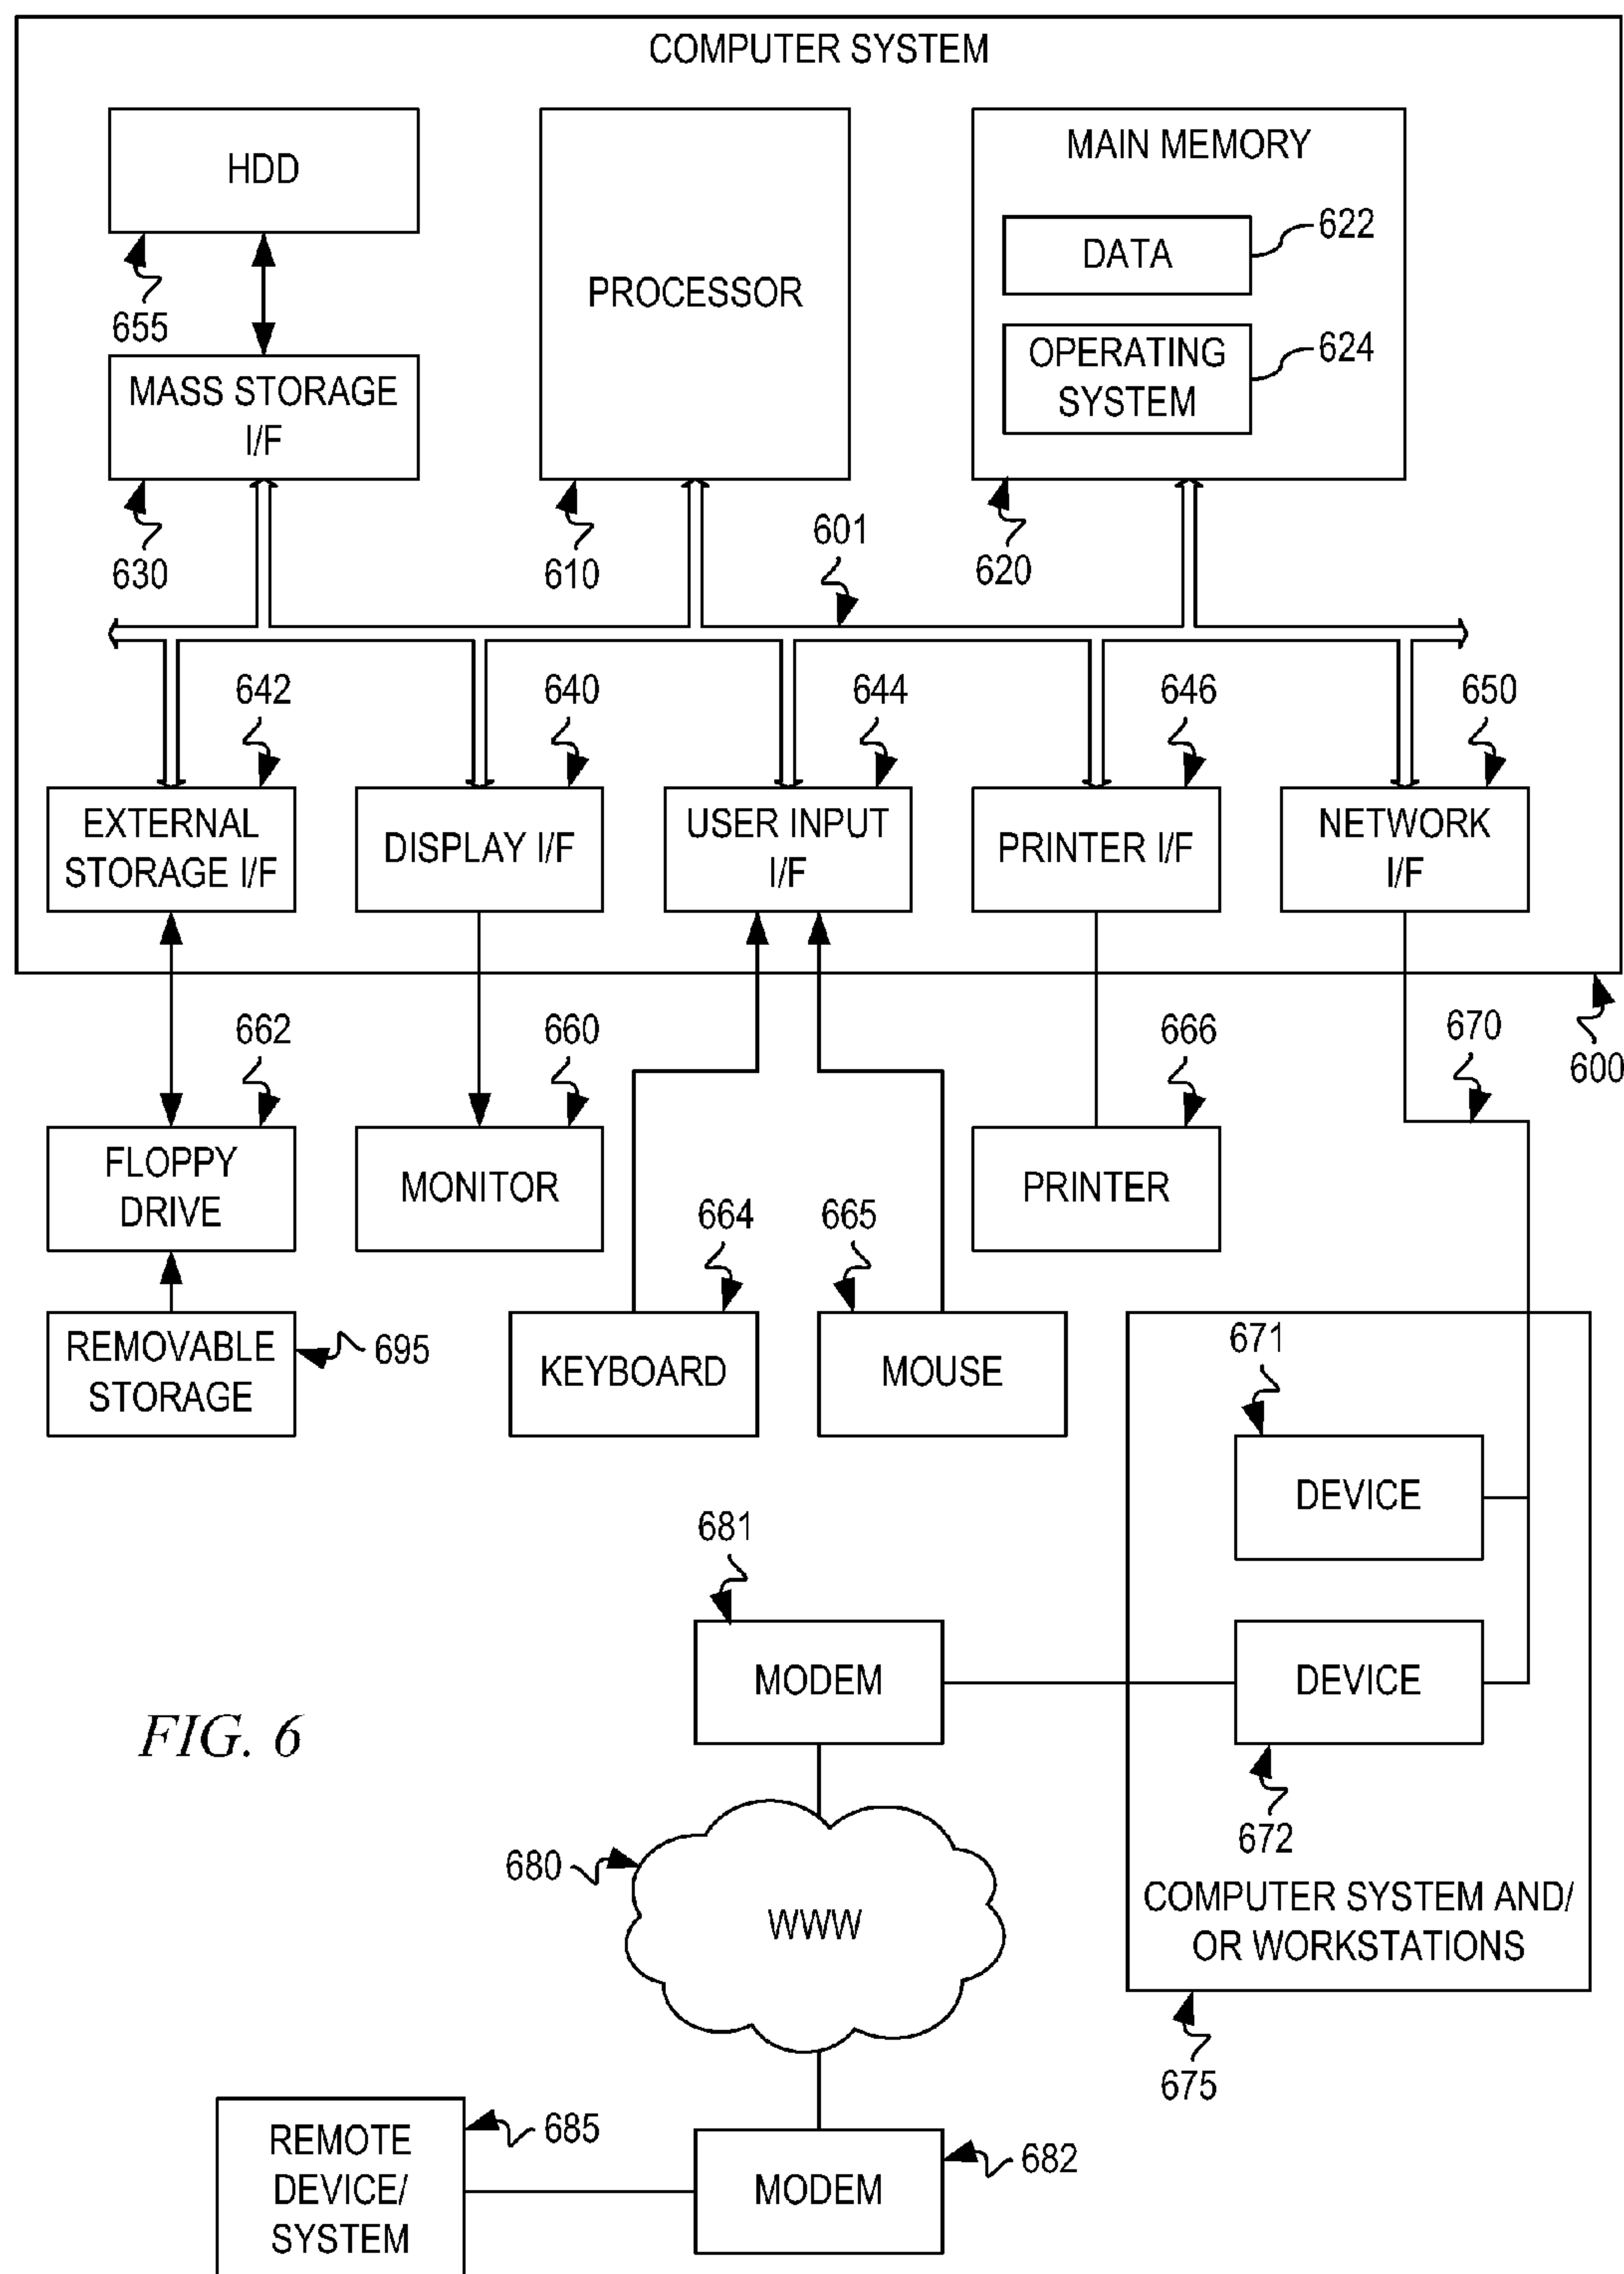 COMPUTER SYSTEM
HDD
PROCESSOR
MAIN MEMORY
DATA
622
OPERATING
SYSTEM
624
655
MASS STORAGE
I/F
630
610
620
601
642
640
644
646
650
EXTERNAL
STORAGE I/F
DISPLAY I/F
USER INPUT
I/F
PRINTER I/F
NETWORK
I/F
600
662
660
666
670
FLOPPY
DRIVE
MONITOR
PRINTER
664
665
REMOVABLE
STORAGE
695
KEYBOARD
MOUSE
671
DEVICE
681
MODEM
DEVICE
672
FIG. 6
680
WWW
COMPUTER SYSTEM AND/
OR WORKSTATIONS
675
REMOTE
DEVICE/
SYSTEM
685
MODEM
682